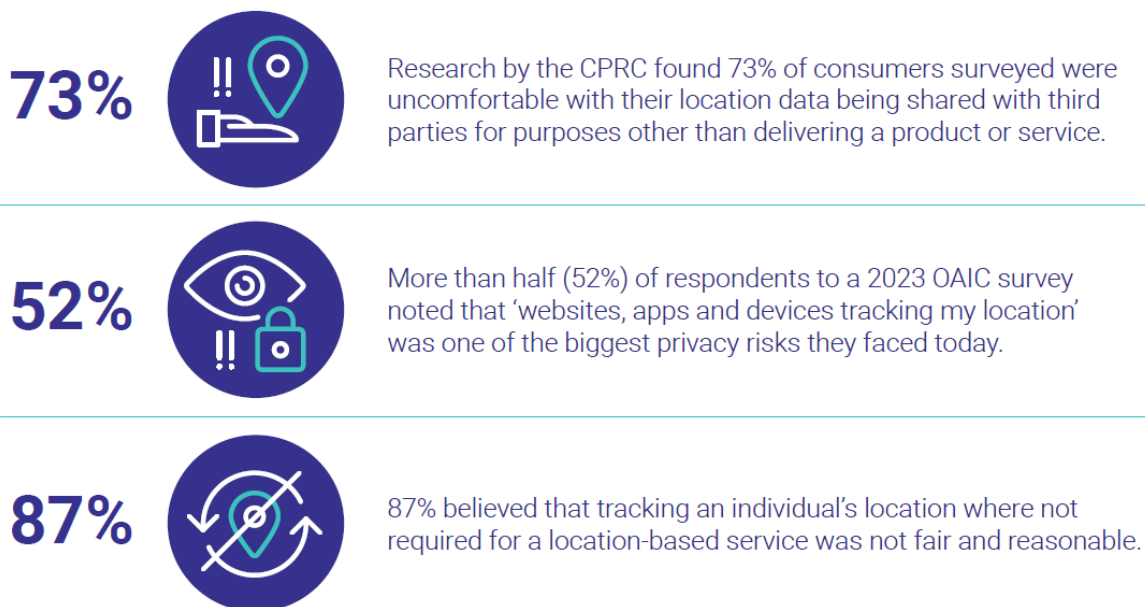 73%
Research by the CPRC found 73% of consumers surveyed were
uncomfortable with their location data being shared with third
parties for purposes other than delivering a product or service.
52%
More than half (52%) of respondents to a 2023 OAIC survey
noted that ‘websites, apps and devices tracking my location’
was one of the biggest privacy risks they faced today.
87%
87% believed that tracking an individual’s location where not
required for a location-based service was not fair and reasonable.